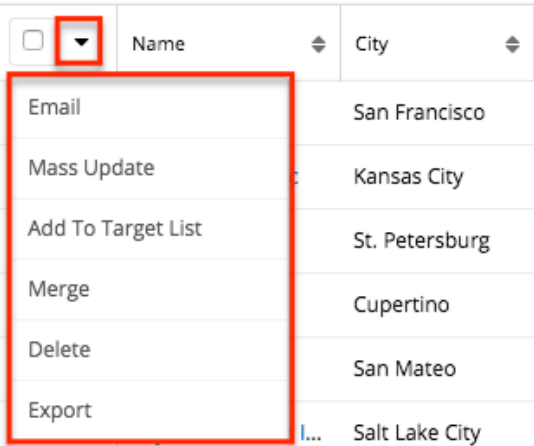 Name City
Email
San Francisco
Mass Update
Kansas City
Add To Target List
St. Petersburg
Merge
Cupertino
Delete
San Mateo
Export
l...
Salt Lake City